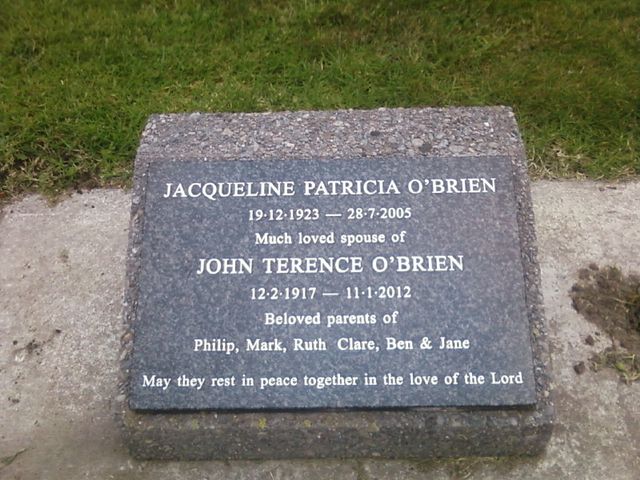 JACQUELINE PATRICIA O'BRIEN
19·12·1923 — 28·7·2005
Much loved spouse of
JOHN TERENCE O'BRIEN
12·2·1917 — 11·1·2012
Beloved parents of
Philip, Mark, Ruth Clare, Ben & Jane
May they rest in peace together in the love of the Lord